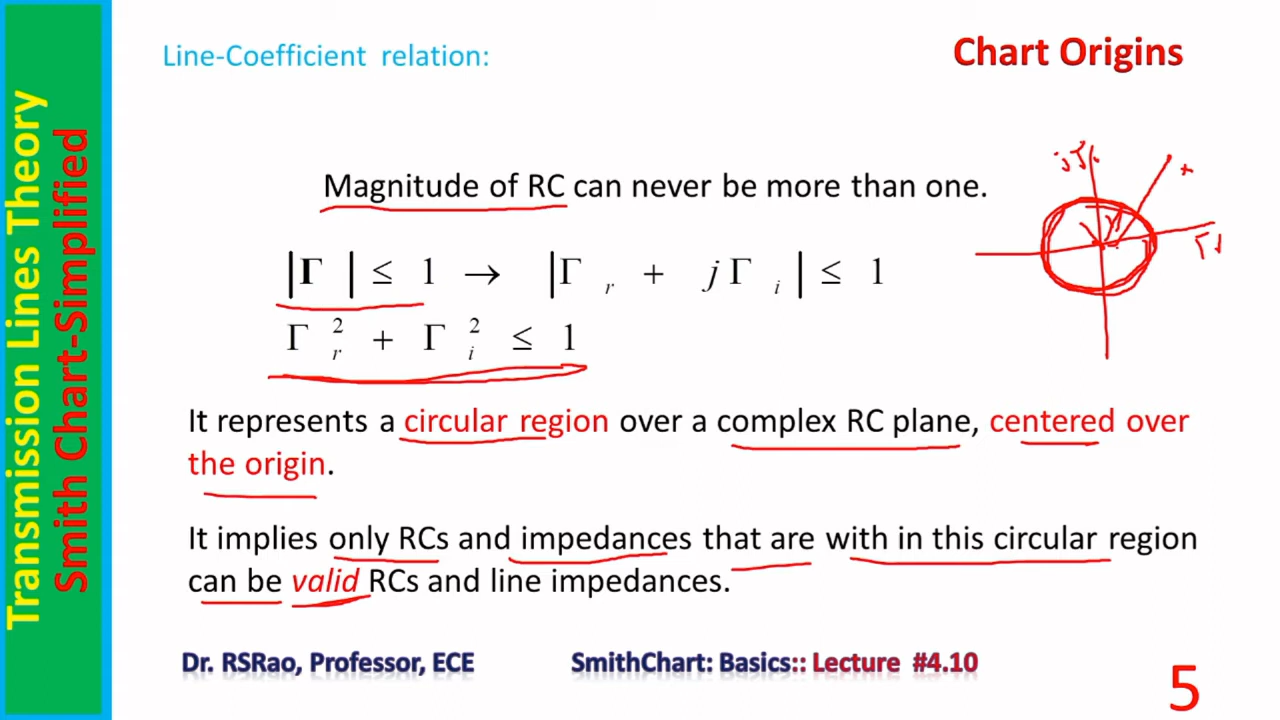 Transmission Lines Theory
Smith Chart-Simplified
Line-Coefficient relation:
Chart Origins
Magnitude of RC can never be more than one.
|Γ| ≤ 1 → |Γr + jΓi| ≤ 1
Γr² + Γi² ≤ 1
It represents a circular region over a complex RC plane, centered over
the origin.
It implies only RCs and impedances that are with in this circular region
can be valid RCs and line impedances.
Dr. RSRao, Professor, ECE
SmithChart: Basics:: Lecture #4.10
5